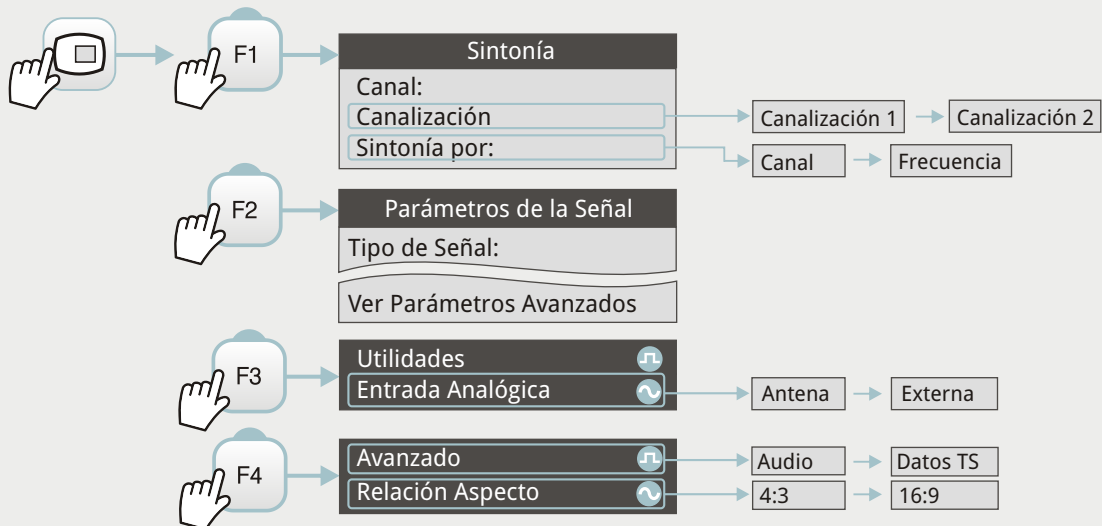 F1
Sintonía
Canal:
Canalización
Canalización 1
Canalización 2
Sintonía por:
Canal
Frecuencia
F2
Parámetros de la Señal
Tipo de Señal:
Ver Parámetros Avanzados
F3
Utilidades
Entrada Analógica
Antena
Externa
F4
Avanzado
Audio
Datos TS
Relación Aspecto
4:3
16:9